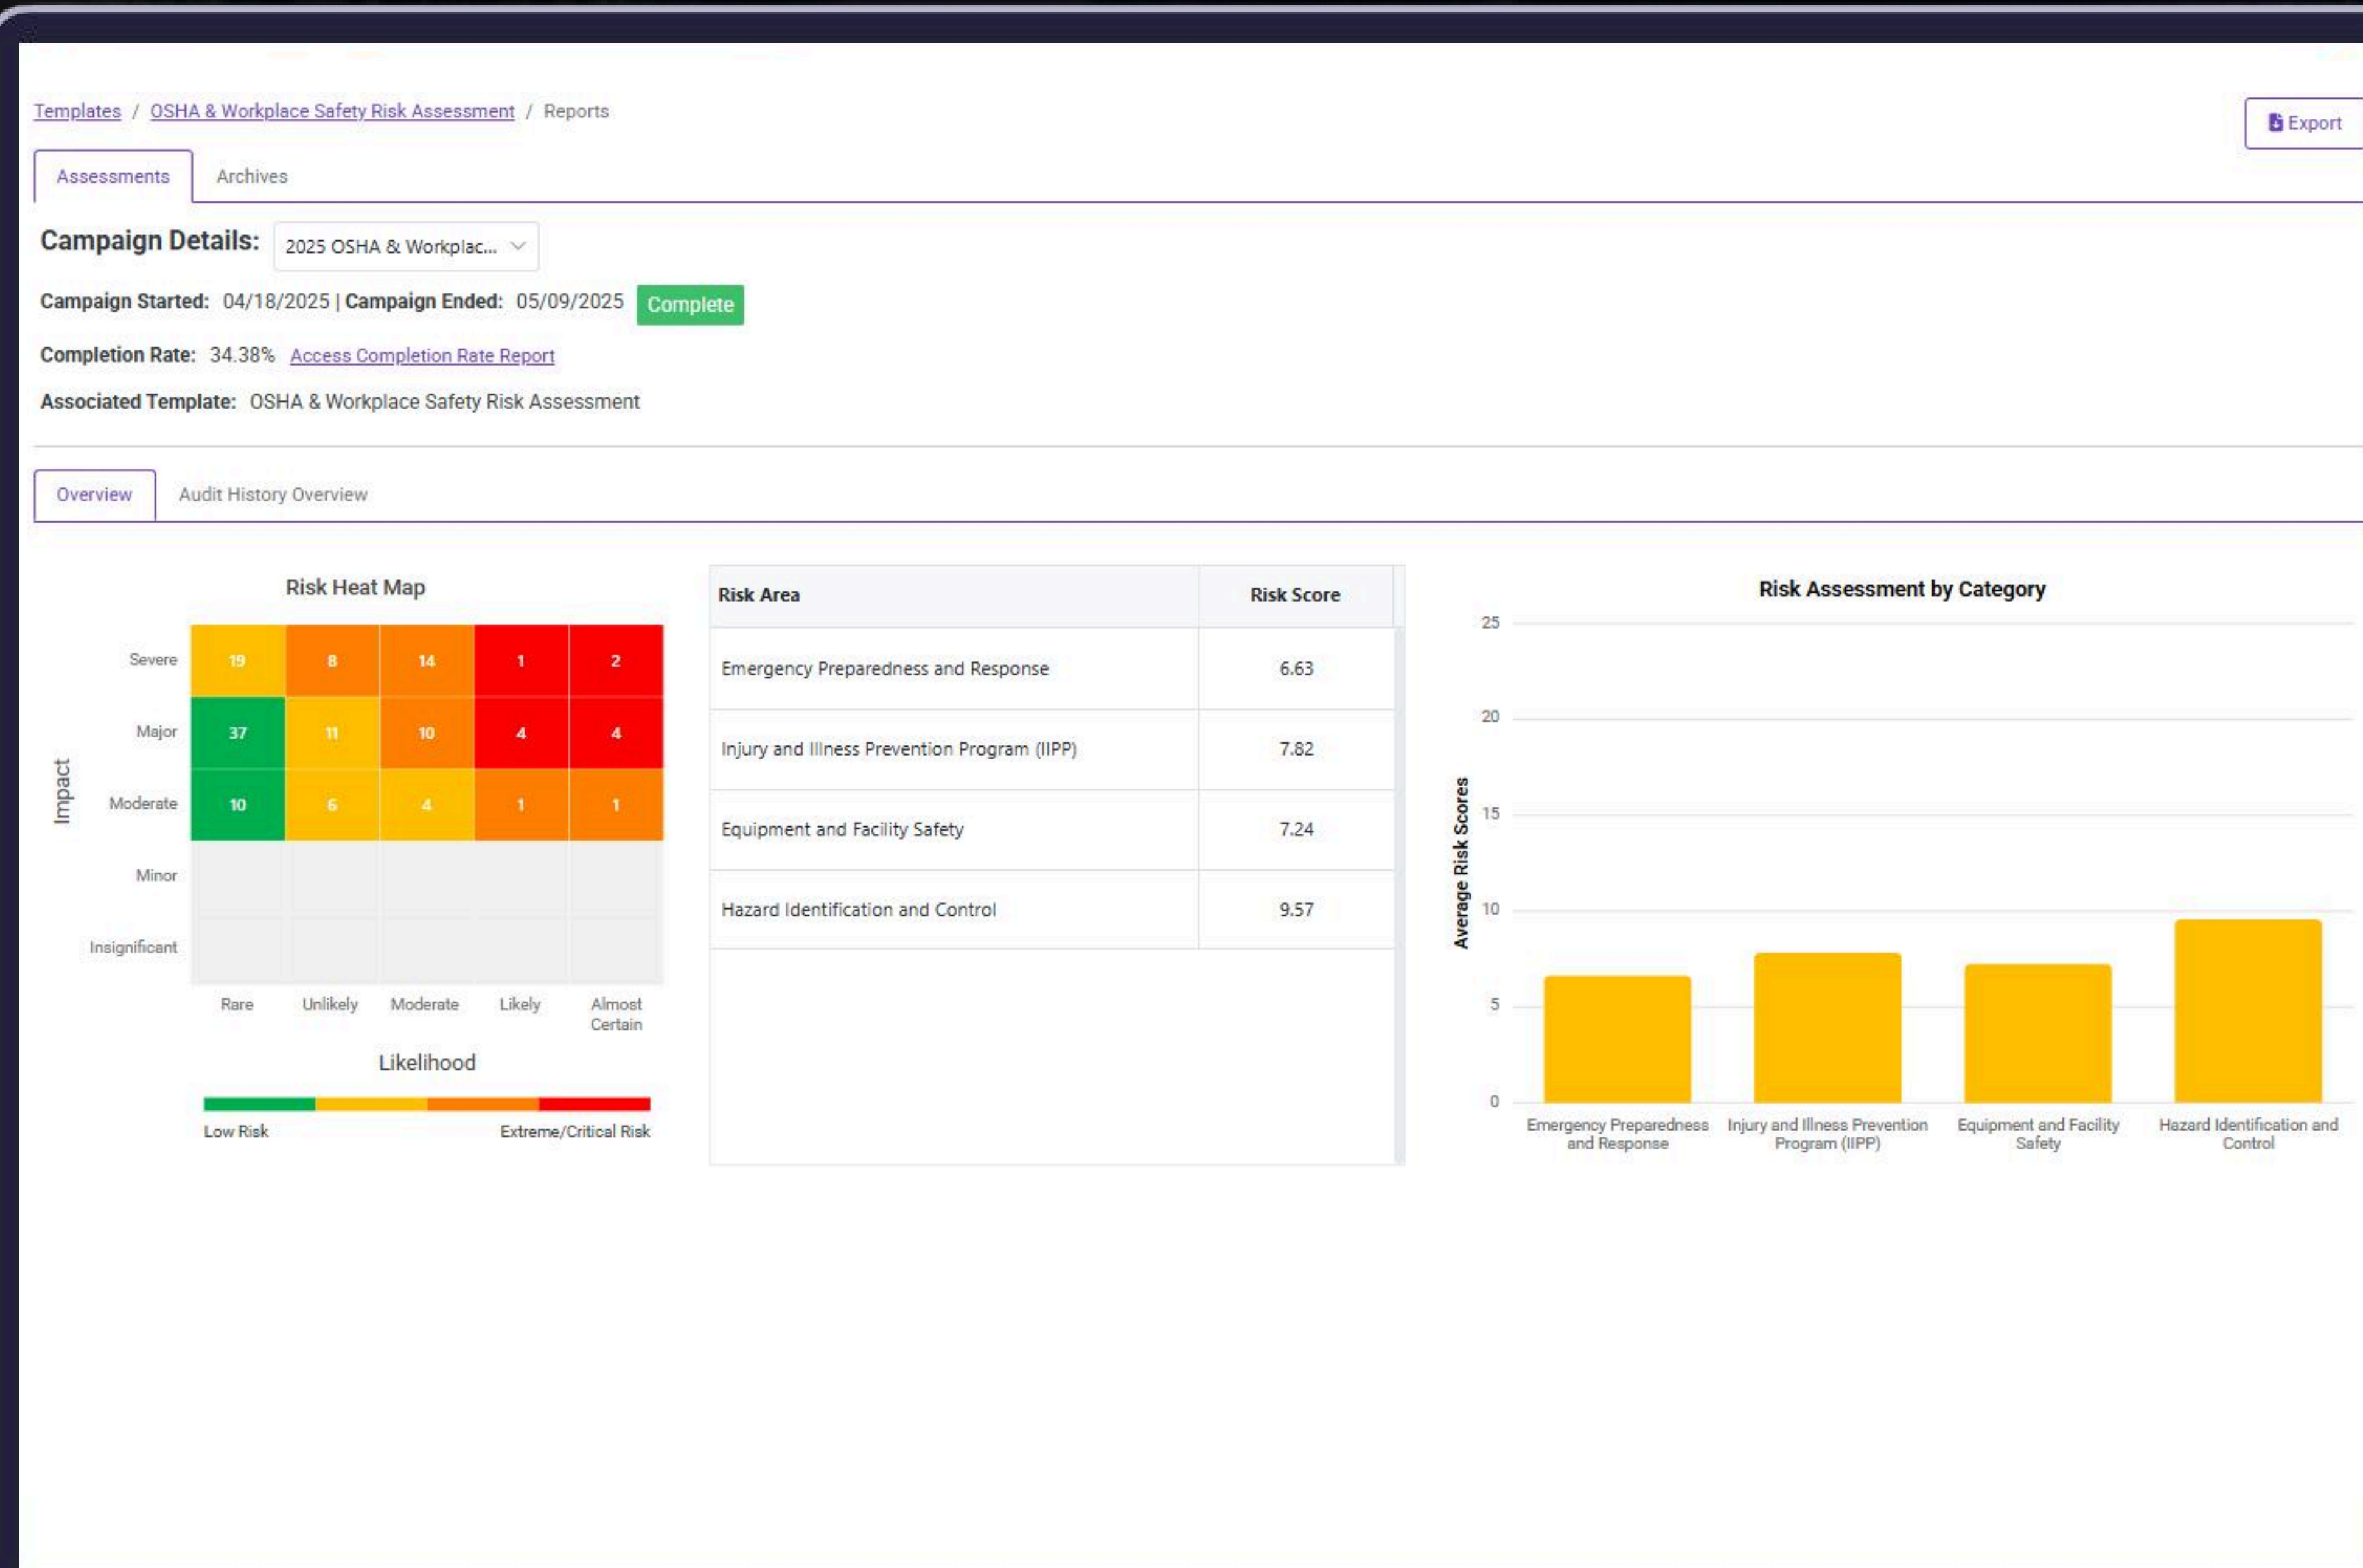 Templates / OSHA & Workplace Safety Risk Assessment / Reports
Export
Assessments Archives
Campaign Details: 2025 OSHA & Workplac...
Campaign Started: 04/18/2025 | Campaign Ended: 05/09/2025 Complete
Completion Rate: 34.38% Access Completion Rate Report
Associated Template: OSHA & Workplace Safety Risk Assessment
Overview Audit History Overview
Risk Heat Map
Impact
Severe 19 8 14 1 2
Major 37 11 10 4 4
Moderate 10 6 4 1 1
Minor
Insignificant
Rare Unlikely Moderate Likely Almost
Certain
Likelihood
Low Risk Extreme/Critical Risk
Risk Area Risk Score
Emergency Preparedness and Response 6.63
Injury and Illness Prevention Program (IIPP) 7.82
Equipment and Facility Safety 7.24
Hazard Identification and Control 9.57
Risk Assessment by Category
Average Risk Scores
25
20
15
10
5
0
Emergency Preparedness
and Response
Injury and Illness Prevention
Program (IIPP)
Equipment and Facility
Safety
Hazard Identification and
Control